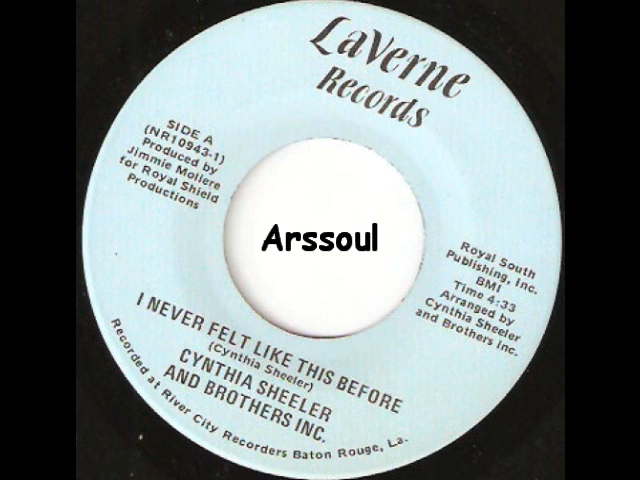 LaVerne
Records
SIDE A
(NR10943-1)
Produced by
Jimmie Moliere
for Royal Shield
Productions
Arssoul
Royal South
Publishing, Inc.
BMI
Time 4:33
Arranged by
Cynthia Sheeler
and Brothers Inc.
I NEVER FELT LIKE THIS BEFORE
(Cynthia Sheeler)
CYNTHIA SHEELER
AND BROTHERS INC.
Recorded at River City Recorders Baton Rouge, La.